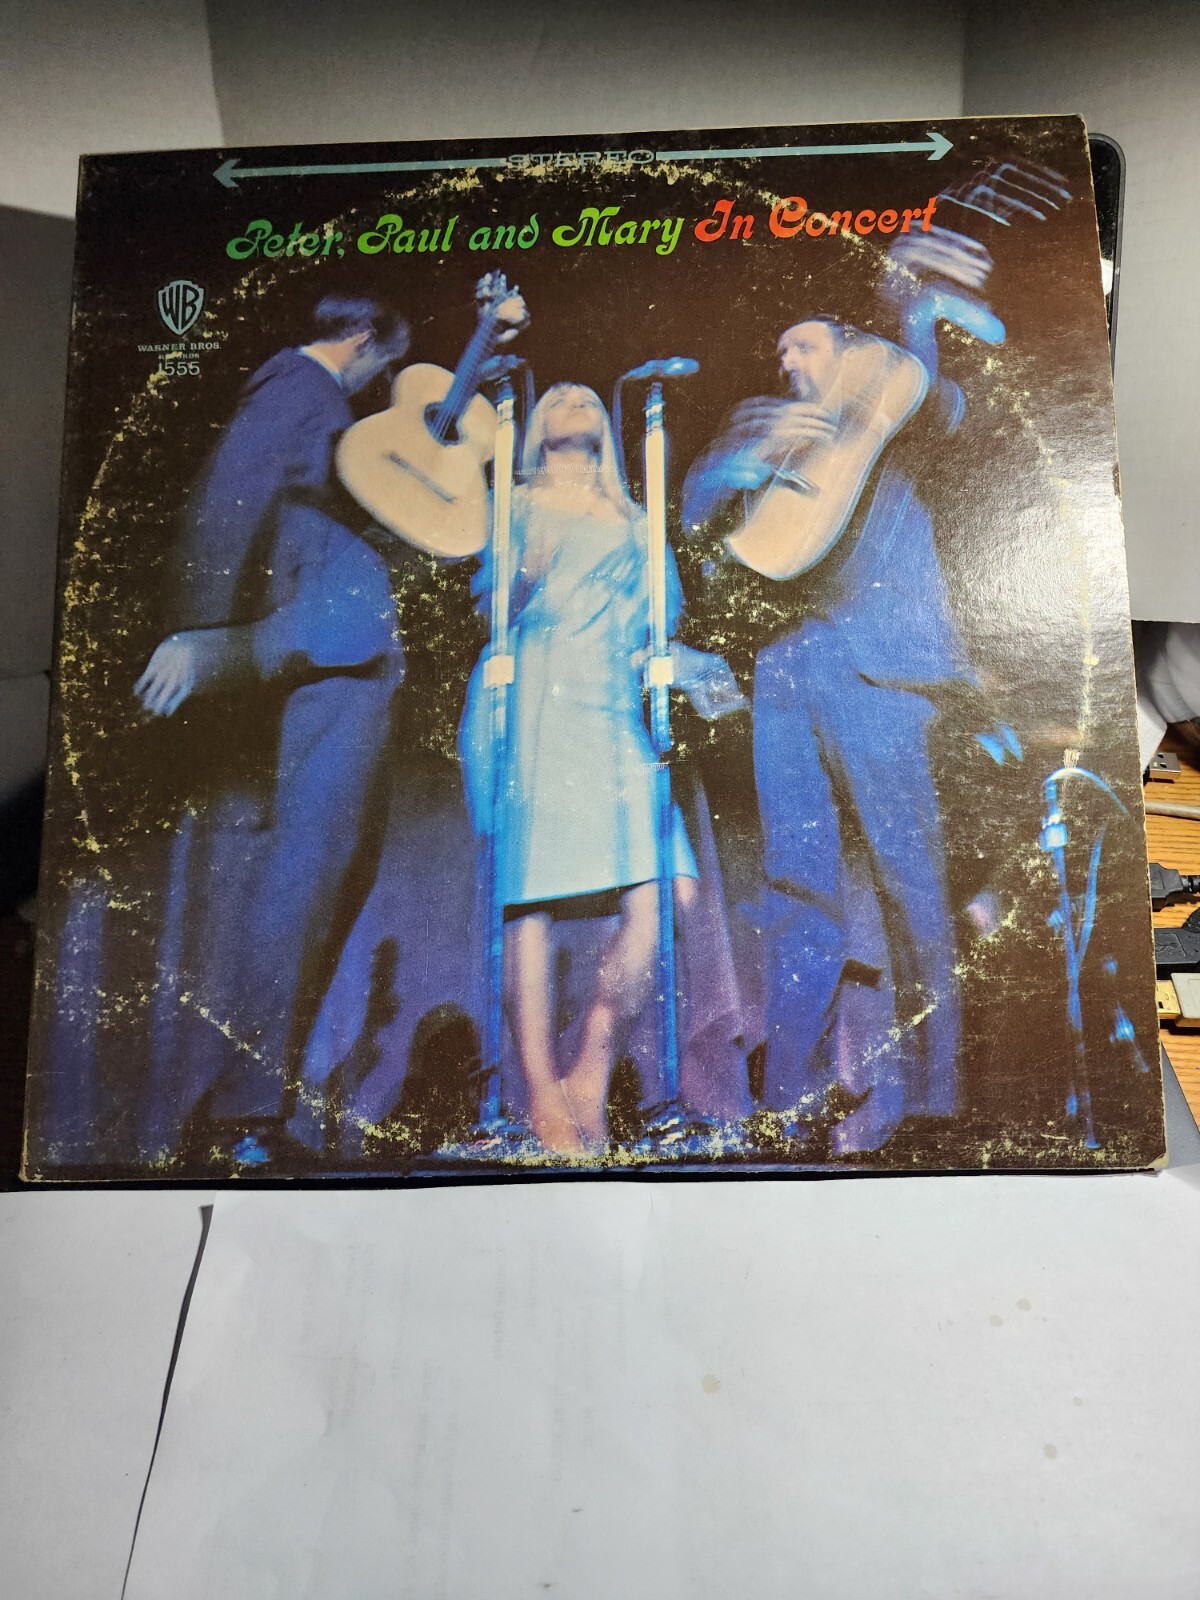 STEREO
Peter, Paul and Mary In Concert
WB
WARNER BROS.
1555